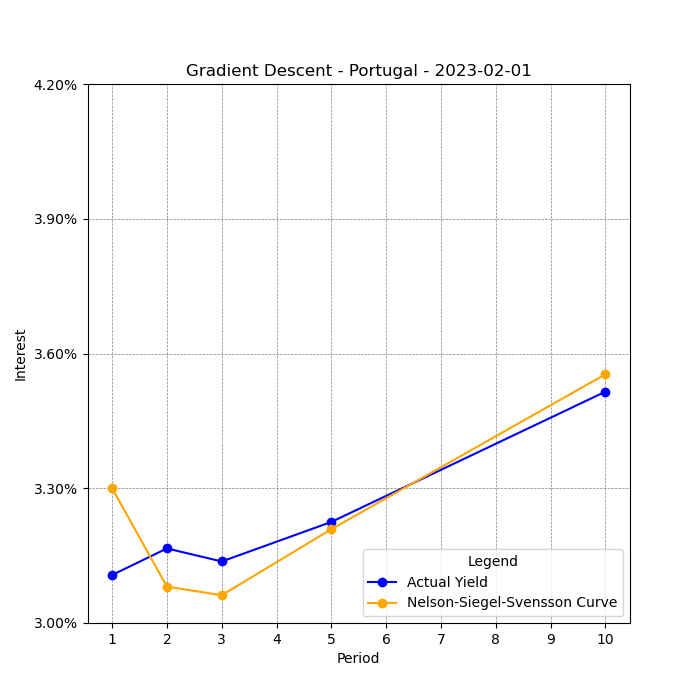 Gradient Descent - Portugal - 2023-02-01
4.20%
3.90%
3.60%
3.30%
3.00%
Interest
Legend
Actual Yield
Nelson-Siegel-Svensson Curve
1 2 3 4 5 6 7 8 9 10
Period